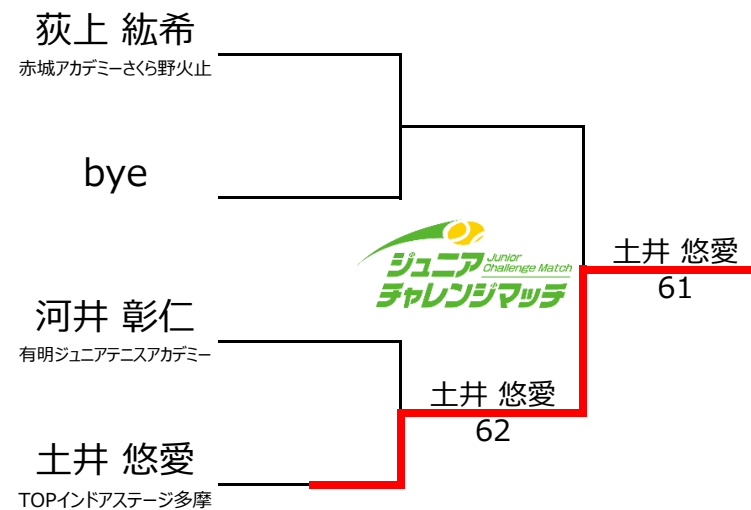 荻上 紘希
赤城アカデミーさくら野火止
bye
ジュニア
Junior
Challenge Match
チャレンジマッチ
土井 悠愛
61
河井 彰仁
有明ジュニアテニスアカデミー
土井 悠愛
62
土井 悠愛
TOPインドアステージ多摩